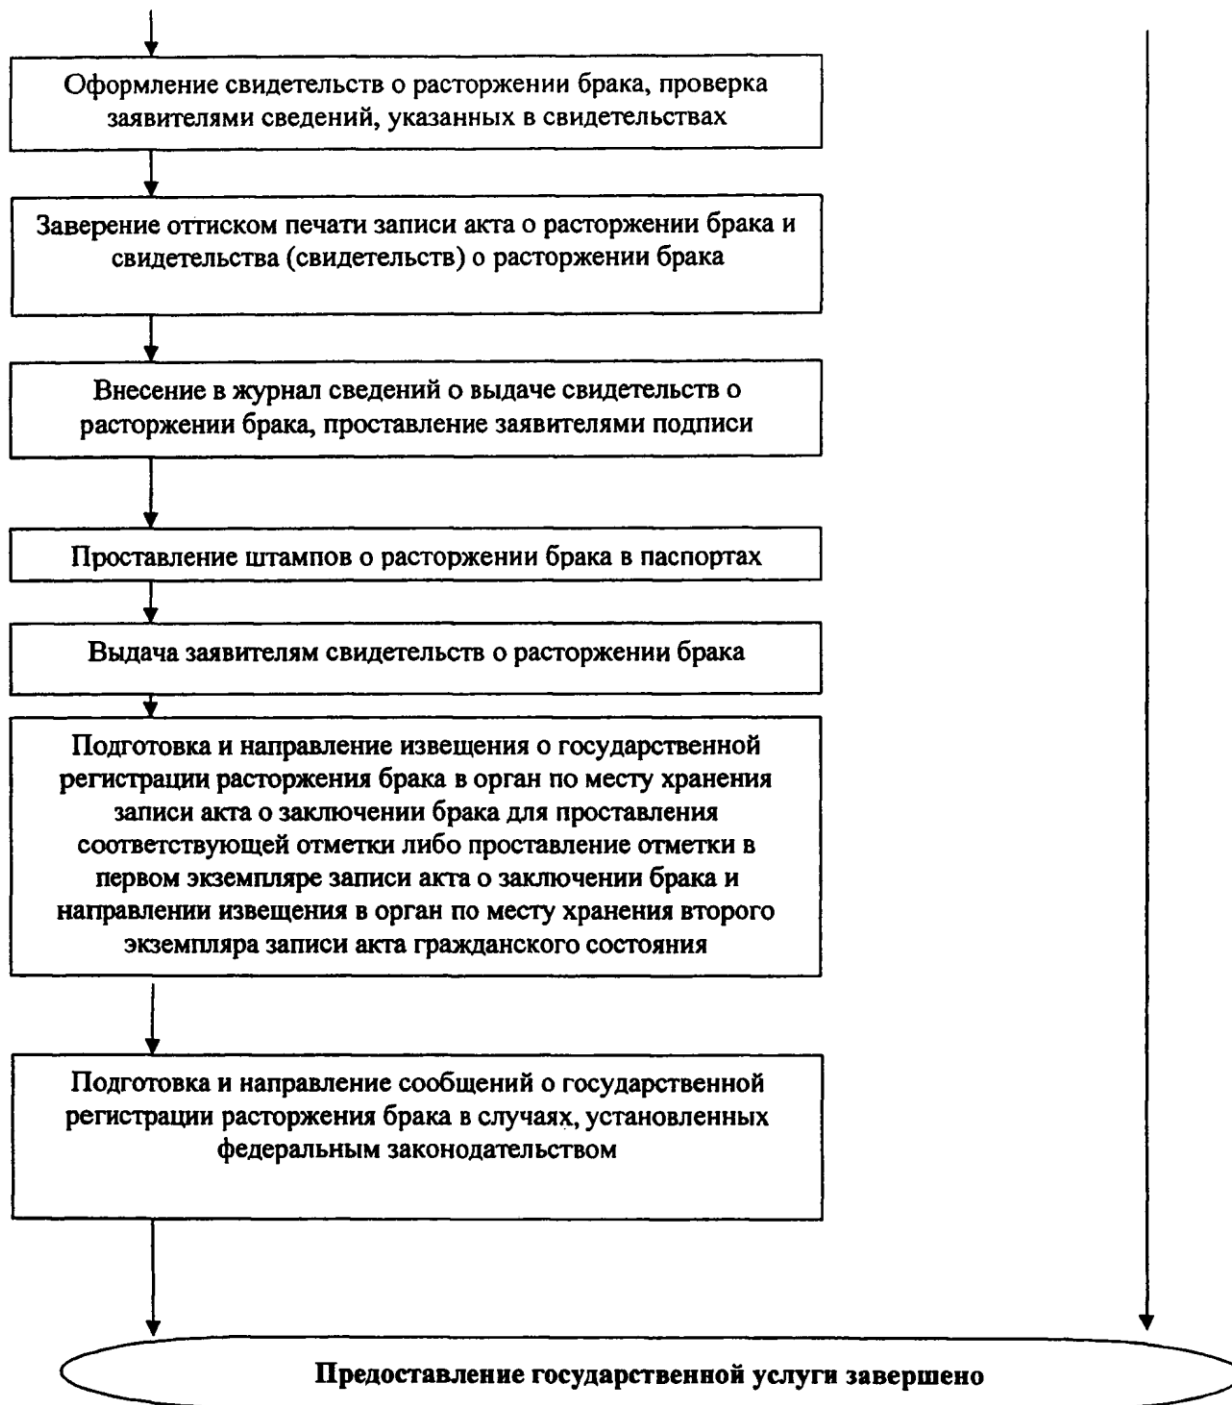 Оформление свидетельств о расторжении брака, проверка
заявителями сведений, указанных в свидетельствах
Заверение оттиском печати записи акта о расторжении брака и
свидетельства (свидетельств) о расторжении брака
Внесение в журнал сведений о выдаче свидетельств о
расторжении брака, проставление заявителями подписи
Проставление штампов о расторжении брака в паспортах
Выдача заявителям свидетельств о расторжении брака
Подготовка и направление извещения о государственной
регистрации расторжения брака в орган по месту хранения
записи акта о заключении брака для проставления
соответствующей отметки либо проставление отметки в
первом экземпляре записи акта о заключении брака и
направлении извещения в орган по месту хранения второго
экземпляра записи акта гражданского состояния
Подготовка и направление сообщений о государственной
регистрации расторжения брака в случаях, установленных
федеральным законодательством
Предоставление государственной услуги завершено